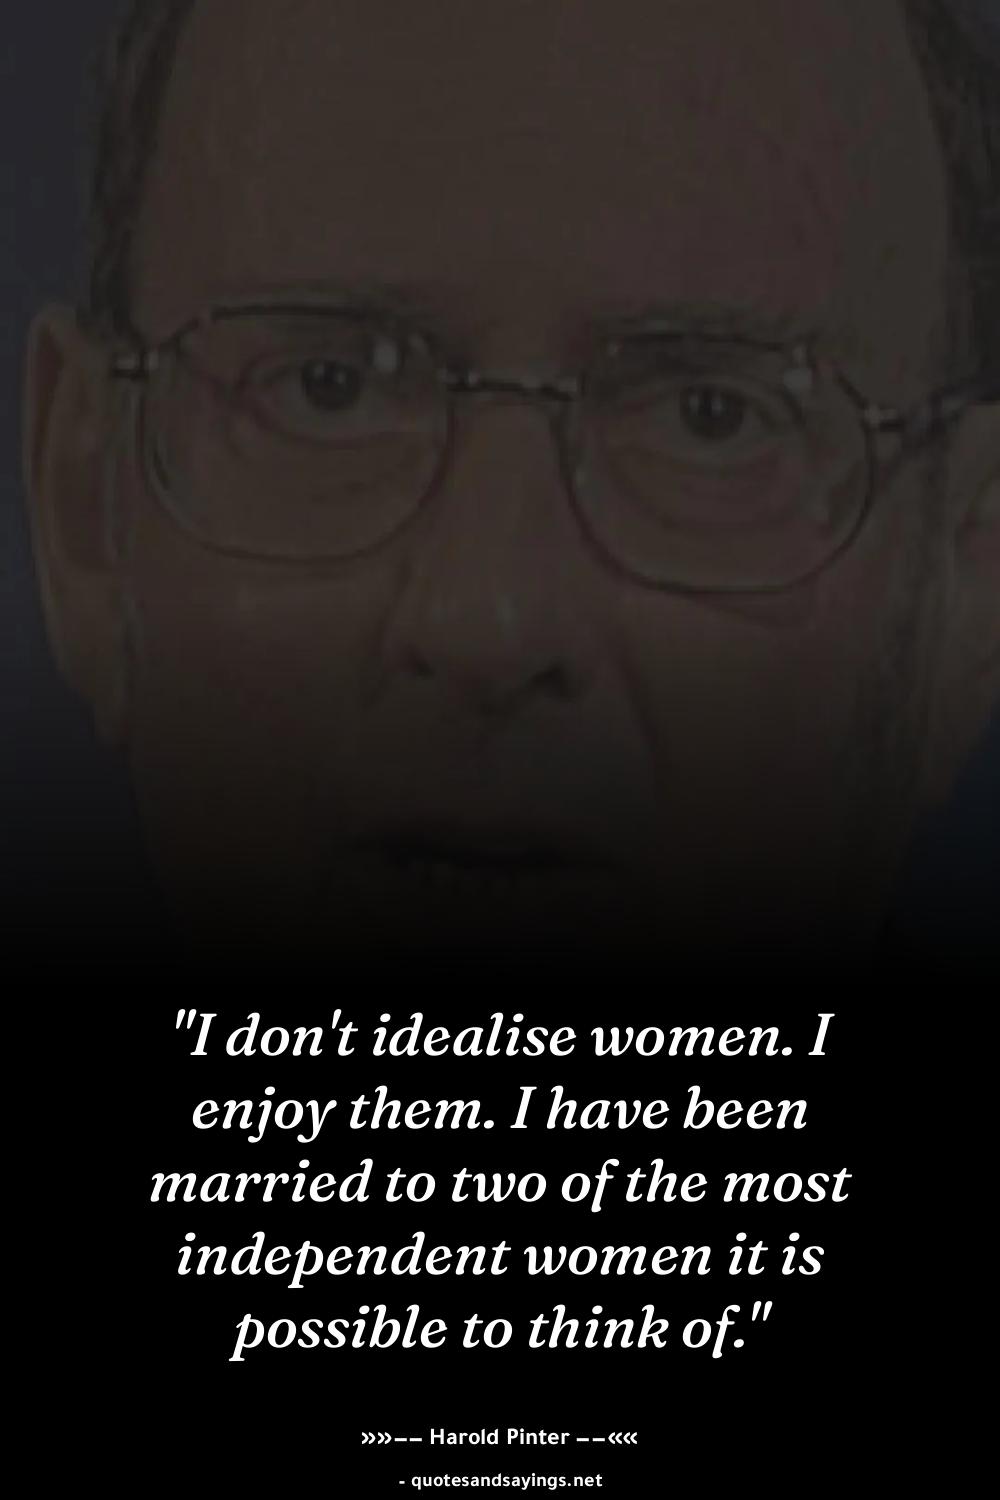 "I don't idealise women. I
enjoy them. I have been
married to two of the most
independent women it is
possible to think of."
»»–– Harold Pinter ––««
- quotesandsayings.net